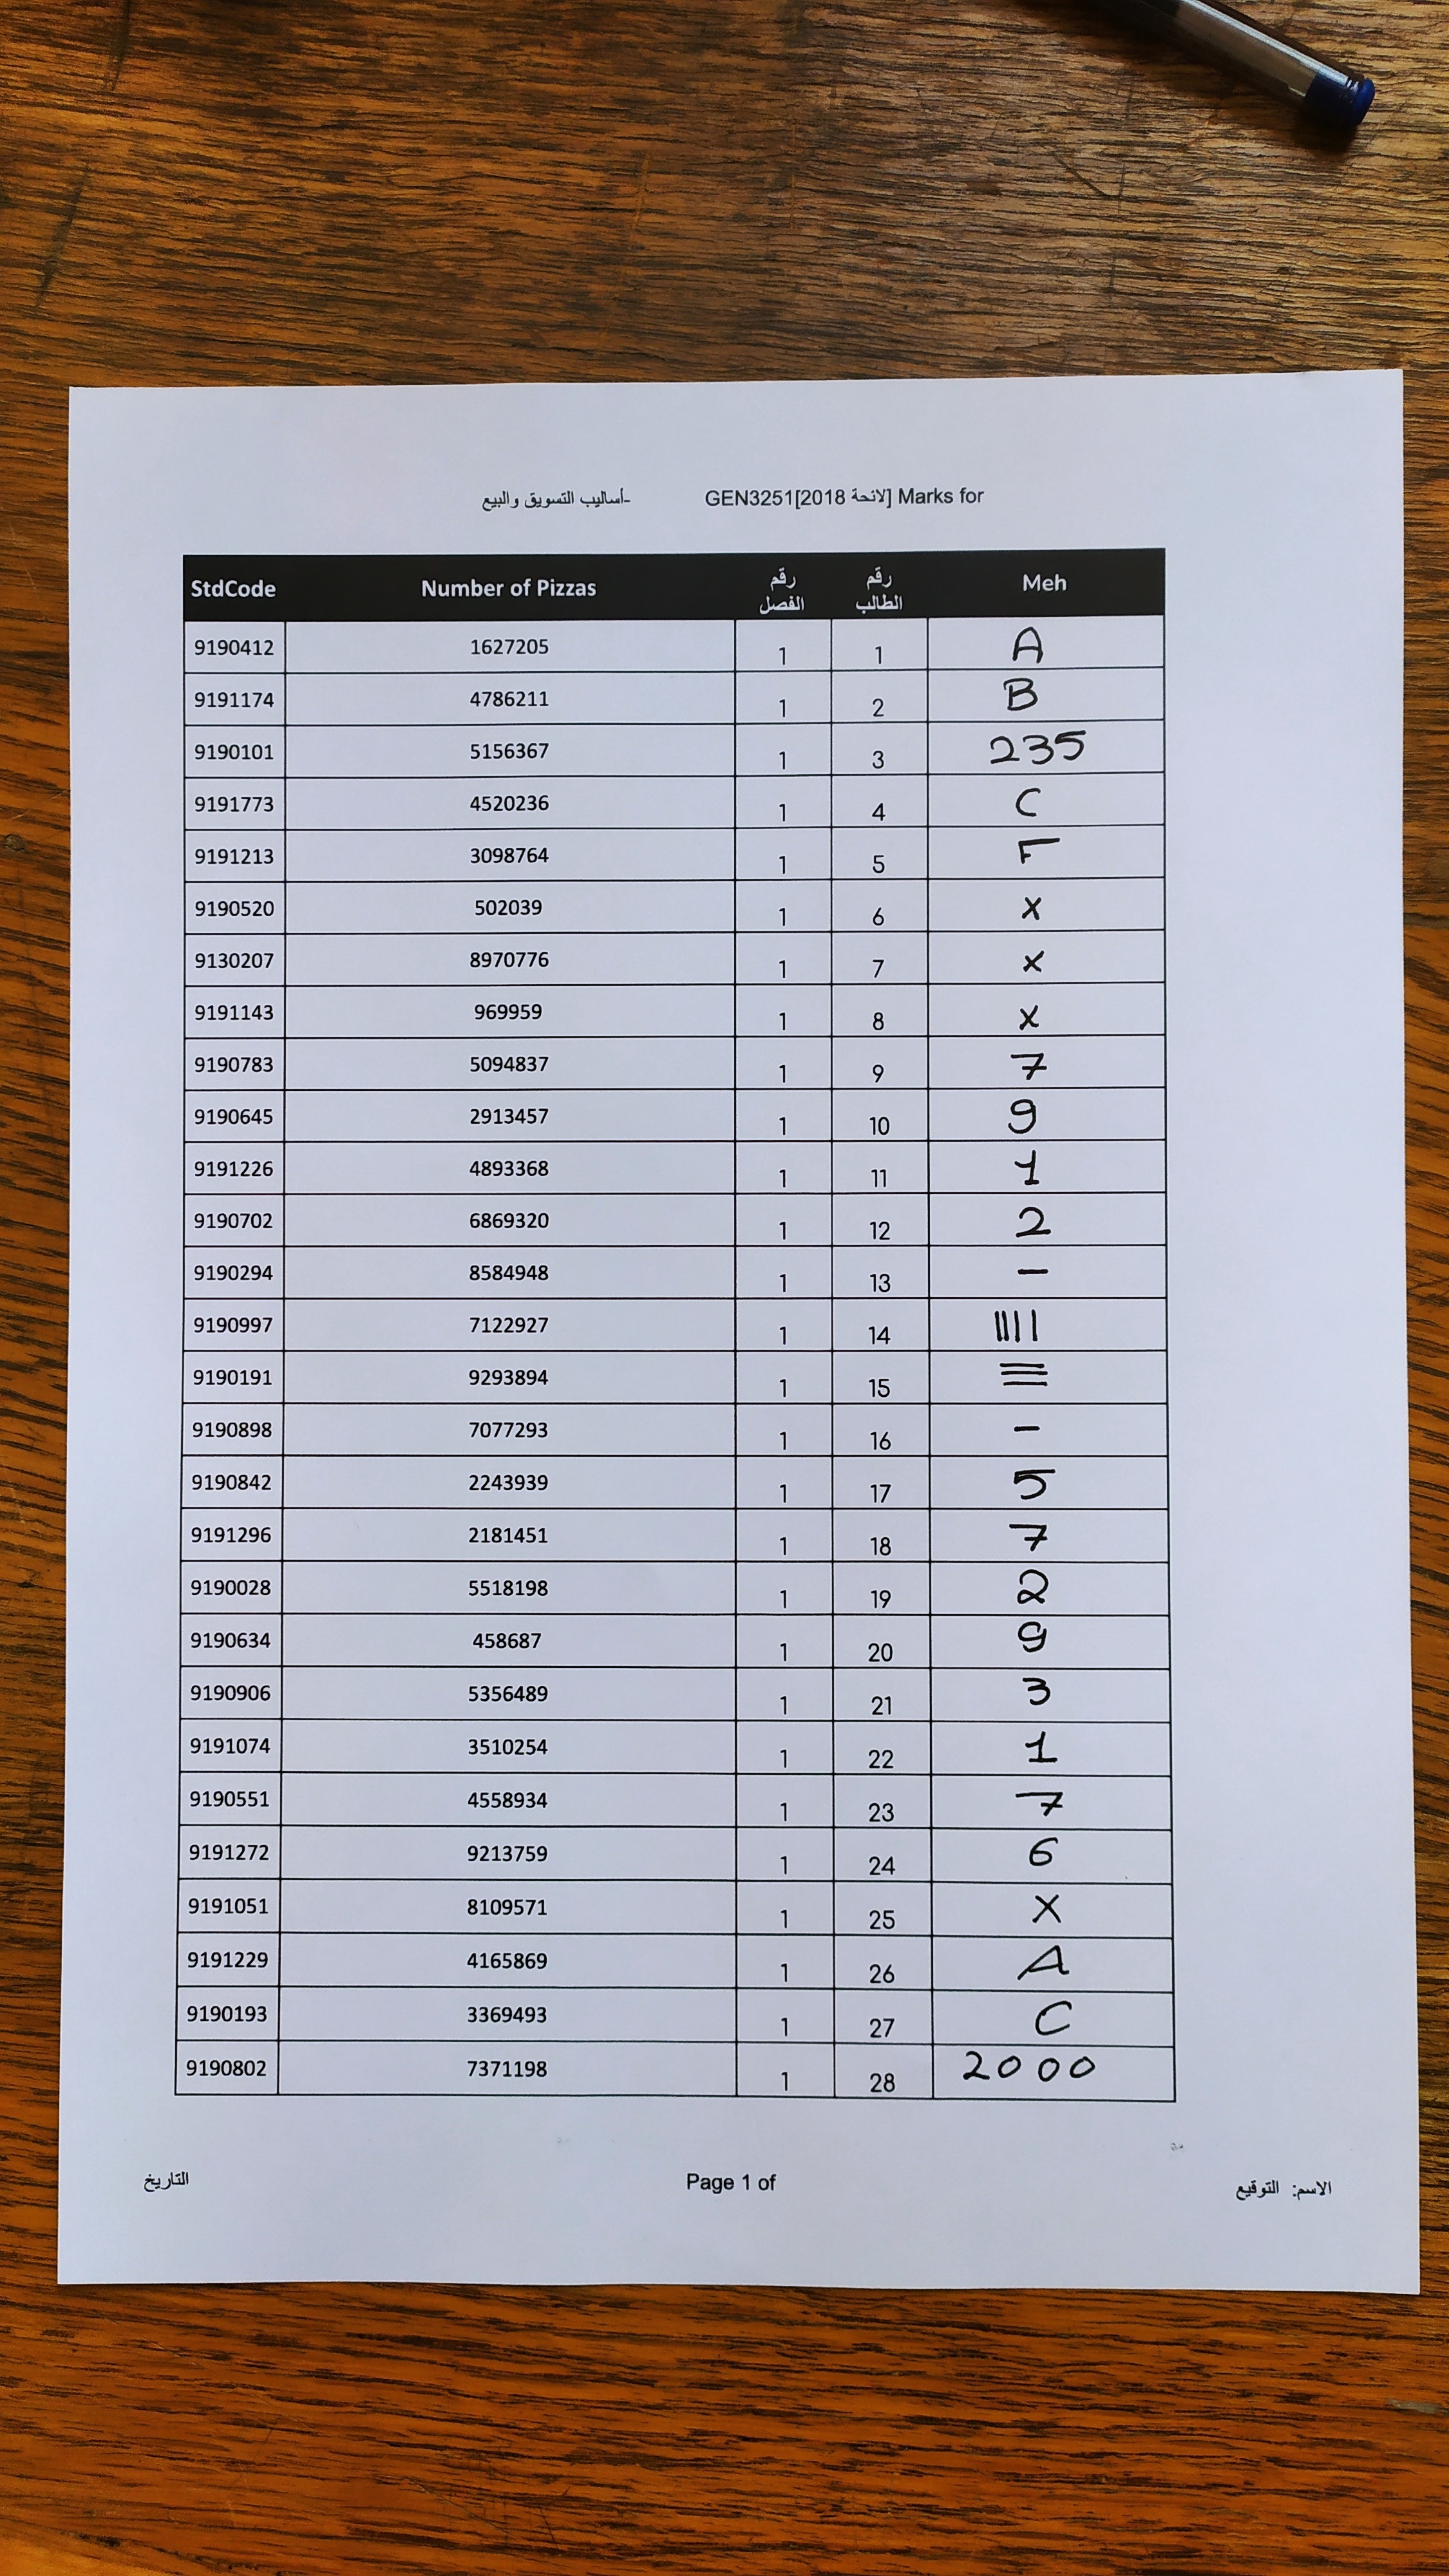 أساليب التسويق والبيع- GEN3251[2018 لائحة] Marks for
StdCode Number of Pizzas رقم الفصل رقم الطالب Meh
9190412 1627205 1 1 A
9191174 4786211 1 2 B
9190101 5156367 1 3 235
9191773 4520236 1 4 C
9191213 3098764 1 5 F
9190520 502039 1 6 X
9130207 8970776 1 7 X
9191143 969959 1 8 X
9190783 5094837 1 9 7
9190645 2913457 1 10 9
9191226 4893368 1 11 1
9190702 6869320 1 12 2
9190294 8584948 1 13 –
9190997 7122927 1 14 |||||
9190191 9293894 1 15 ☰
9190898 7077293 1 16 –
9190842 2243939 1 17 5
9191296 2181451 1 18 7
9190028 5518198 1 19 2
9190634 458687 1 20 9
9190906 5356489 1 21 3
9191074 3510254 1 22 1
9190551 4558934 1 23 7
9191272 9213759 1 24 6
9191051 8109571 1 25 X
9191229 4165869 1 26 A
9190193 3369493 1 27 C
9190802 7371198 1 28 2000
التاريخ Page 1 of الاسم: التوقيع